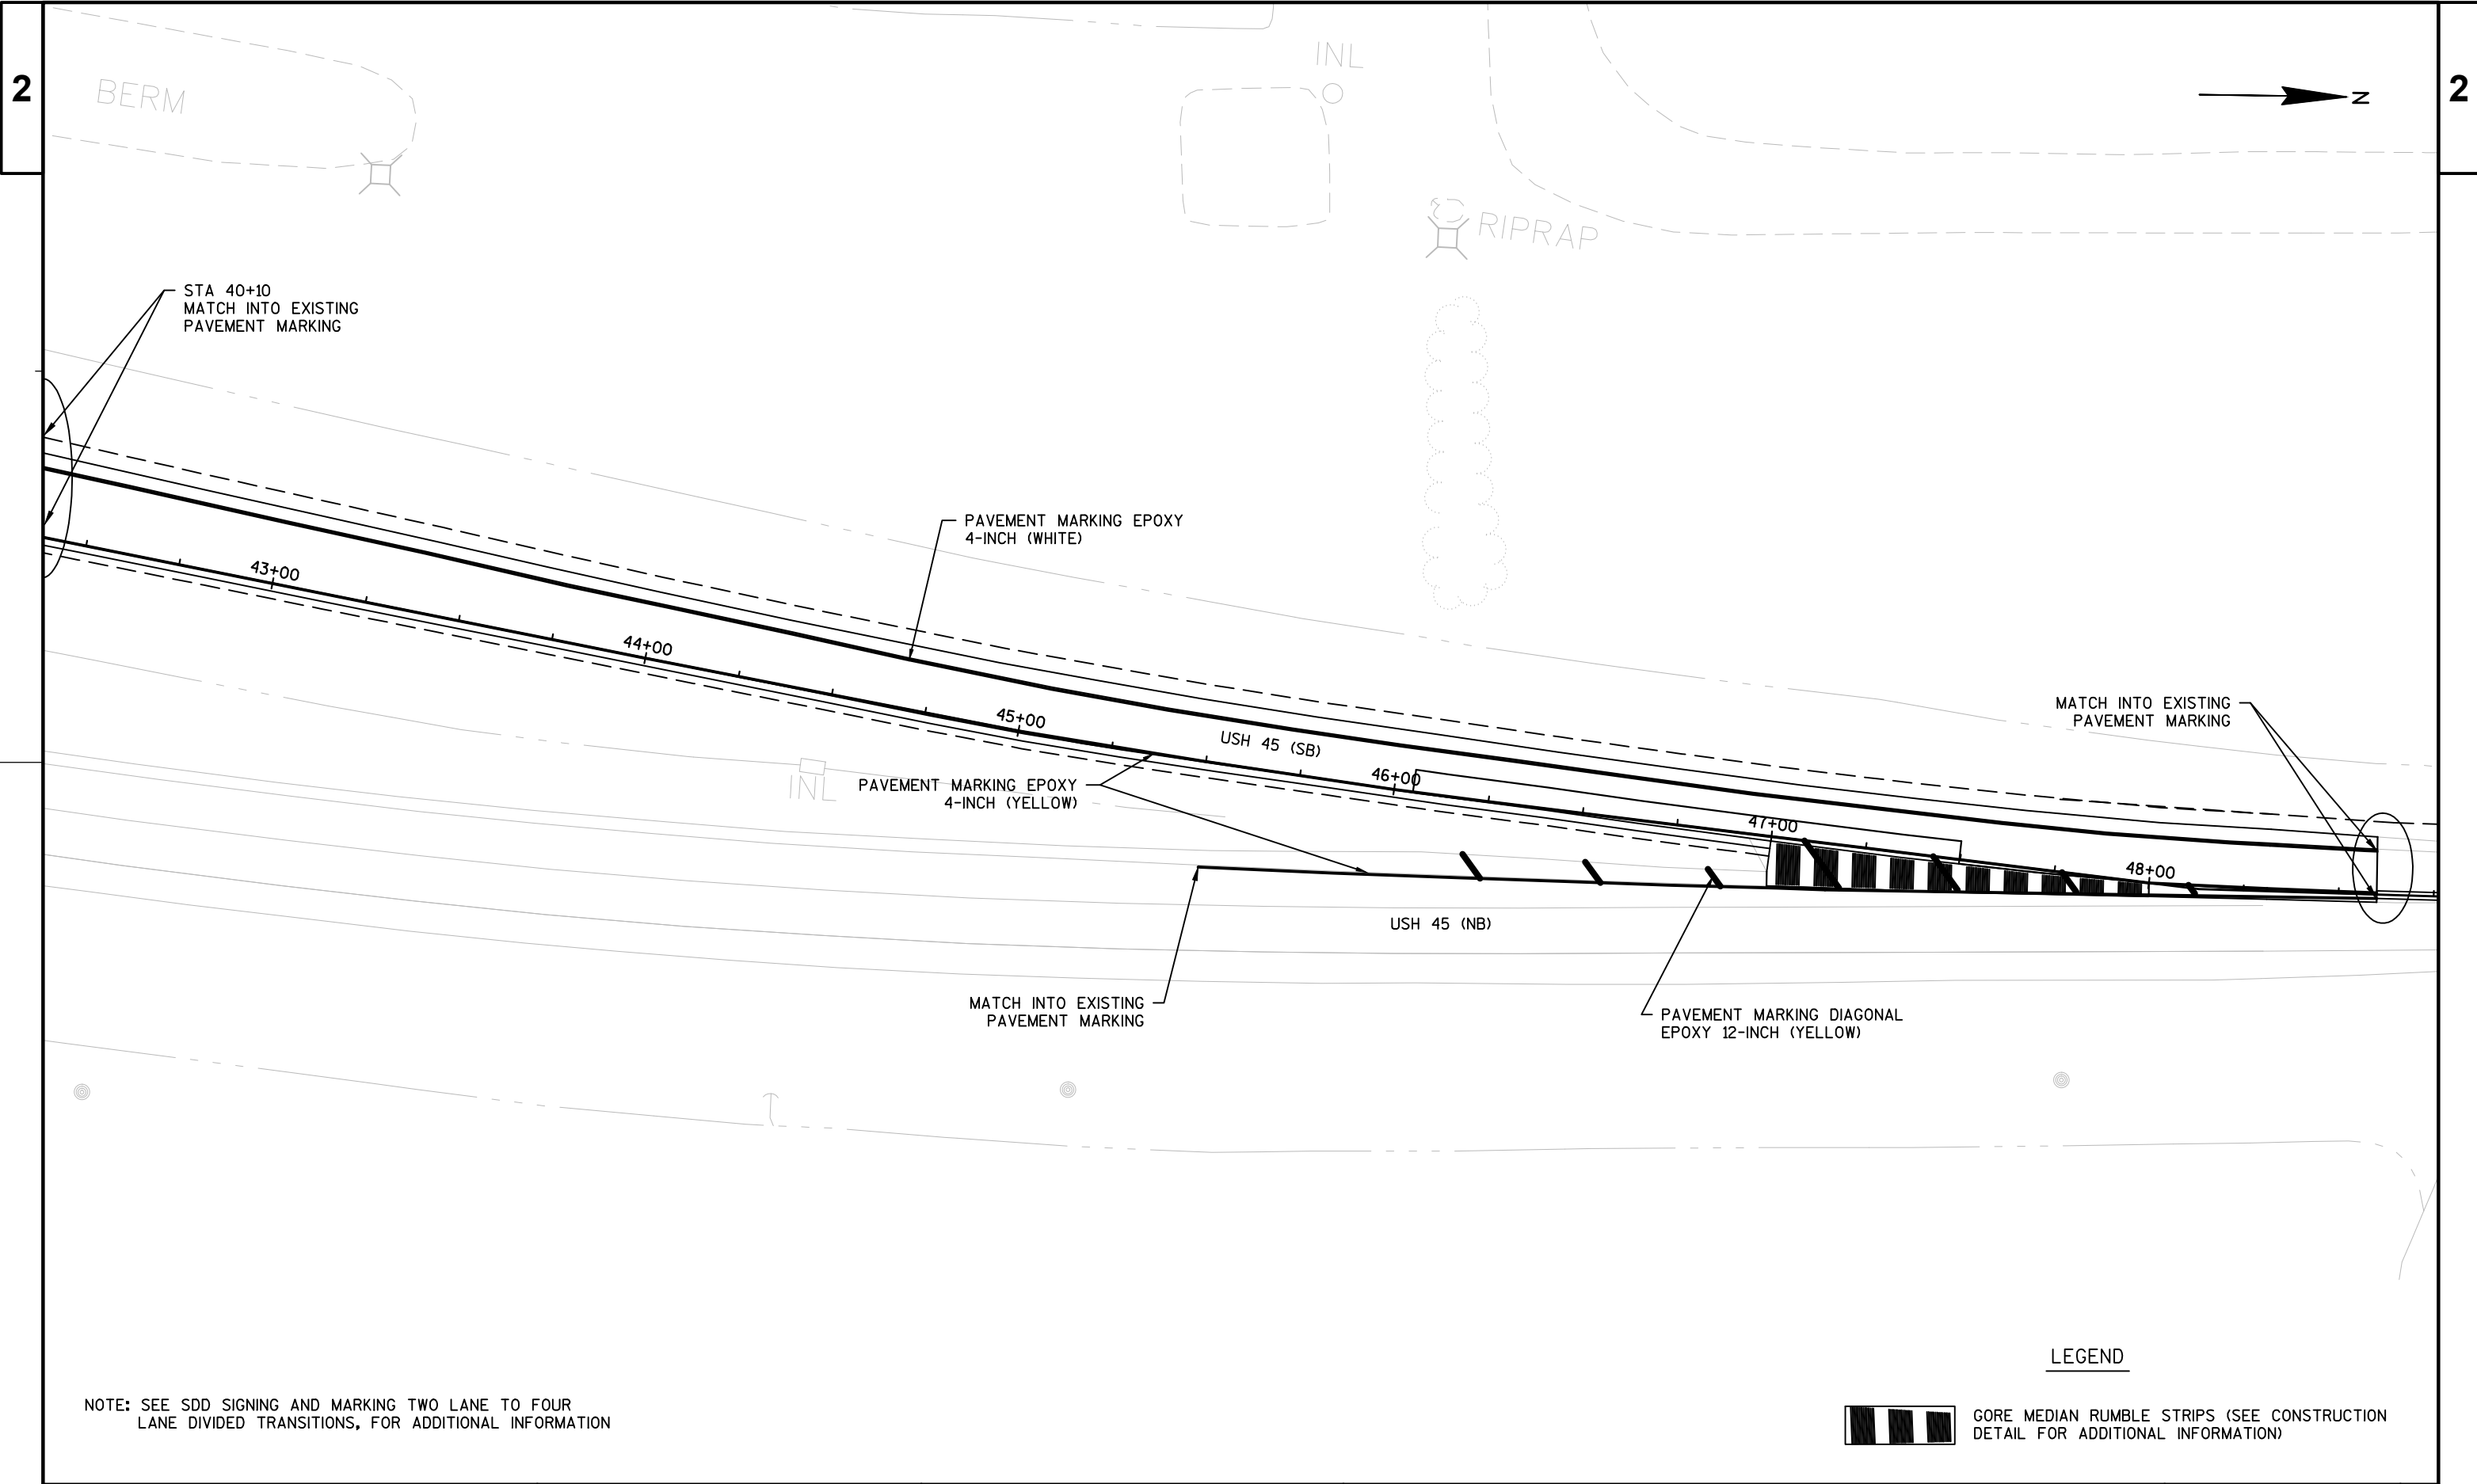 2
2
BERM
INL
N
RIPRAP
STA 40+10
MATCH INTO EXISTING
PAVEMENT MARKING
PAVEMENT MARKING EPOXY
4-INCH (WHITE)
43+00
44+00
45+00
USH 45 (SB)
46+00
47+00
48+00
MATCH INTO EXISTING
PAVEMENT MARKING
INL
PAVEMENT MARKING EPOXY
4-INCH (YELLOW)
USH 45 (NB)
MATCH INTO EXISTING
PAVEMENT MARKING
PAVEMENT MARKING DIAGONAL
EPOXY 12-INCH (YELLOW)
LEGEND
NOTE: SEE SDD SIGNING AND MARKING TWO LANE TO FOUR
LANE DIVIDED TRANSITIONS, FOR ADDITIONAL INFORMATION
GORE MEDIAN RUMBLE STRIPS (SEE CONSTRUCTION
DETAIL FOR ADDITIONAL INFORMATION)